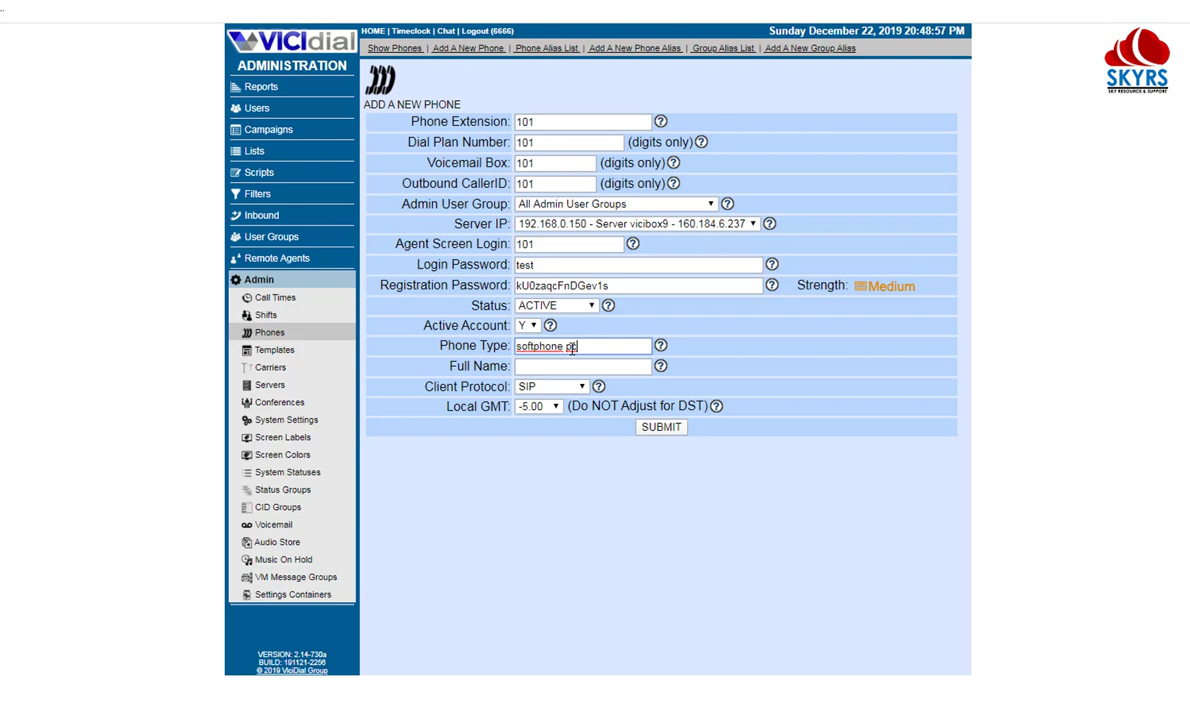 VICIdial
HOME | Timeclock | Chat | Logout (6666)
Sunday December 22, 2019 20:48:57 PM
Show Phones | Add A New Phone | Phone Alias List | Add A New Phone Alias | Group Alias List | Add A New Group Alias
SKYRS
SKY RESOURCE & SUPPORT
ADMINISTRATION
Reports
Users
Campaigns
Lists
Scripts
Filters
Inbound
User Groups
Remote Agents
Admin
Call Times
Shifts
Phones
Templates
Carriers
Servers
Conferences
System Settings
Screen Labels
Screen Colors
System Statuses
Status Groups
CID Groups
Voicemail
Audio Store
Music On Hold
VM Message Groups
Settings Containers
VERSION: 2.14-730a
BUILD: 191121-2256
© 2019 ViciDial Group
ADD A NEW PHONE
Phone Extension: 101
Dial Plan Number: 101 (digits only)
Voicemail Box: 101 (digits only)
Outbound CallerID: 101 (digits only)
Admin User Group: All Admin User Groups
Server IP: 192.168.0.150 - Server vicibox9 - 160.184.6.237
Agent Screen Login: 101
Login Password: test
Registration Password: kU0zaqcFnDGev1s Strength: Medium
Status: ACTIVE
Active Account: Y
Phone Type: softphone pc
Full Name:
Client Protocol: SIP
Local GMT: -5.00 (Do NOT Adjust for DST)
SUBMIT